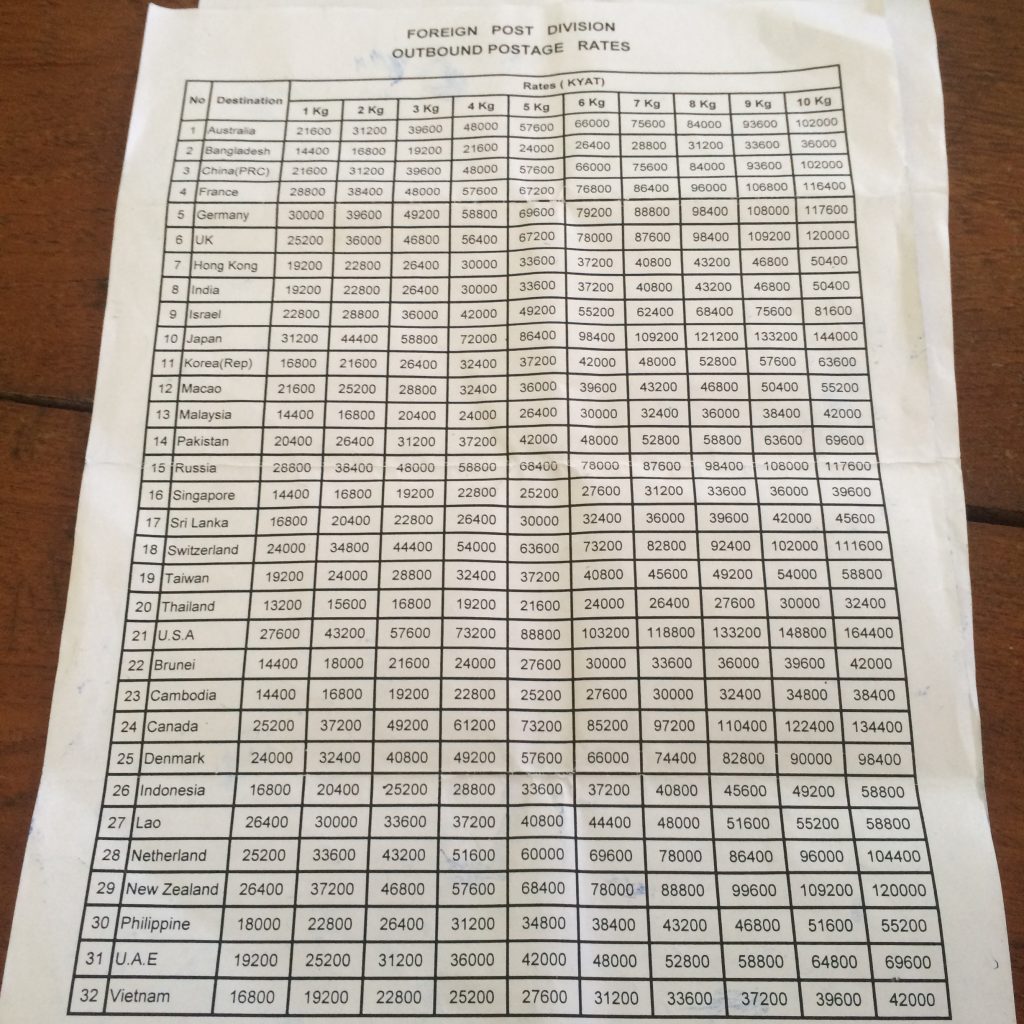 FOREIGN POST DIVISION
OUTBOUND POSTAGE RATES
No Destination Rates ( KYAT)
1 Kg 2 Kg 3 Kg 4 Kg 5 Kg 6 Kg 7 Kg 8 Kg 9 Kg 10 Kg
1 Australia 21600 31200 39600 48000 57600 66000 75600 84000 93600 102000
2 Bangladesh 14400 16800 19200 21600 24000 26400 28800 31200 33600 36000
3 China(PRC) 21600 31200 39600 48000 57600 66000 75600 84000 93600 102000
4 France 28800 38400 48000 57600 67200 76800 86400 96000 106800 116400
5 Germany 30000 39600 49200 58800 69600 79200 88800 98400 108000 117600
6 UK 25200 36000 46800 56400 67200 78000 87600 98400 109200 120000
7 Hong Kong 19200 22800 26400 30000 33600 37200 40800 43200 46800 50400
8 India 19200 22800 26400 30000 33600 37200 40800 43200 46800 50400
9 Israel 22800 28800 36000 42000 49200 55200 62400 68400 75600 81600
10 Japan 31200 44400 58800 72000 86400 98400 109200 121200 133200 144000
11 Korea(Rep) 16800 21600 26400 32400 37200 42000 48000 52800 57600 63600
12 Macao 21600 25200 28800 32400 36000 39600 43200 46800 50400 55200
13 Malaysia 14400 16800 20400 24000 26400 30000 32400 36000 38400 42000
14 Pakistan 20400 26400 31200 37200 42000 48000 52800 58800 63600 69600
15 Russia 28800 38400 48000 58800 68400 78000 87600 98400 108000 117600
16 Singapore 14400 16800 19200 22800 25200 27600 31200 33600 36000 39600
17 Sri Lanka 16800 20400 22800 26400 30000 32400 36000 39600 42000 45600
18 Switzerland 24000 34800 44400 54000 63600 73200 82800 92400 102000 111600
19 Taiwan 19200 24000 28800 32400 37200 40800 45600 49200 54000 58800
20 Thailand 13200 15600 16800 19200 21600 24000 26400 27600 30000 32400
21 U.S.A 27600 43200 57600 73200 88800 103200 118800 133200 148800 164400
22 Brunei 14400 18000 21600 24000 27600 30000 33600 36000 39600 42000
23 Cambodia 14400 16800 19200 22800 25200 27600 30000 32400 34800 38400
24 Canada 25200 37200 49200 61200 73200 85200 97200 110400 122400 134400
25 Denmark 24000 32400 40800 49200 57600 66000 74400 82800 90000 98400
26 Indonesia 16800 20400 25200 28800 33600 37200 40800 45600 49200 58800
27 Lao 26400 30000 33600 37200 40800 44400 48000 51600 55200 58800
28 Netherland 25200 33600 43200 51600 60000 69600 78000 86400 96000 104400
29 New Zealand 26400 37200 46800 57600 68400 78000 88800 99600 109200 120000
30 Philippine 18000 22800 26400 31200 34800 38400 43200 46800 51600 55200
31 U.A.E 19200 25200 31200 36000 42000 48000 52800 58800 64800 69600
32 Vietnam 16800 19200 22800 25200 27600 31200 33600 37200 39600 42000